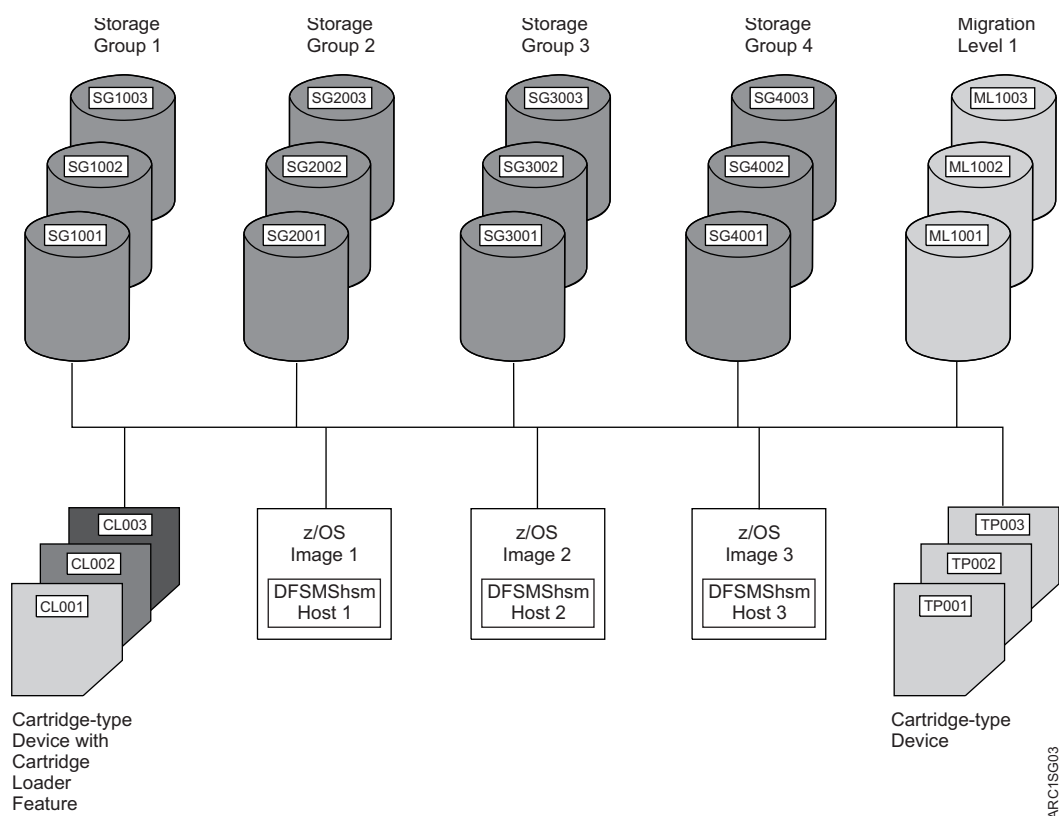 Storage
Group 1
Storage
Group 2
Storage
Group 3
Storage
Group 4
Migration
Level 1
SG1003
SG2003
SG3003
SG4003
ML1003
SG1002
SG2002
SG3002
SG4002
ML1002
SG1001
SG2001
SG3001
SG4001
ML1001
CL003
CL002
CL001
z/OS
Image 1
DFSMShsm
Host 1
z/OS
Image 2
DFSMShsm
Host 2
z/OS
Image 3
DFSMShsm
Host 3
TP003
TP002
TP001
Cartridge-type
Device with
Cartridge
Loader
Feature
Cartridge-type
Device
ARC1SG03